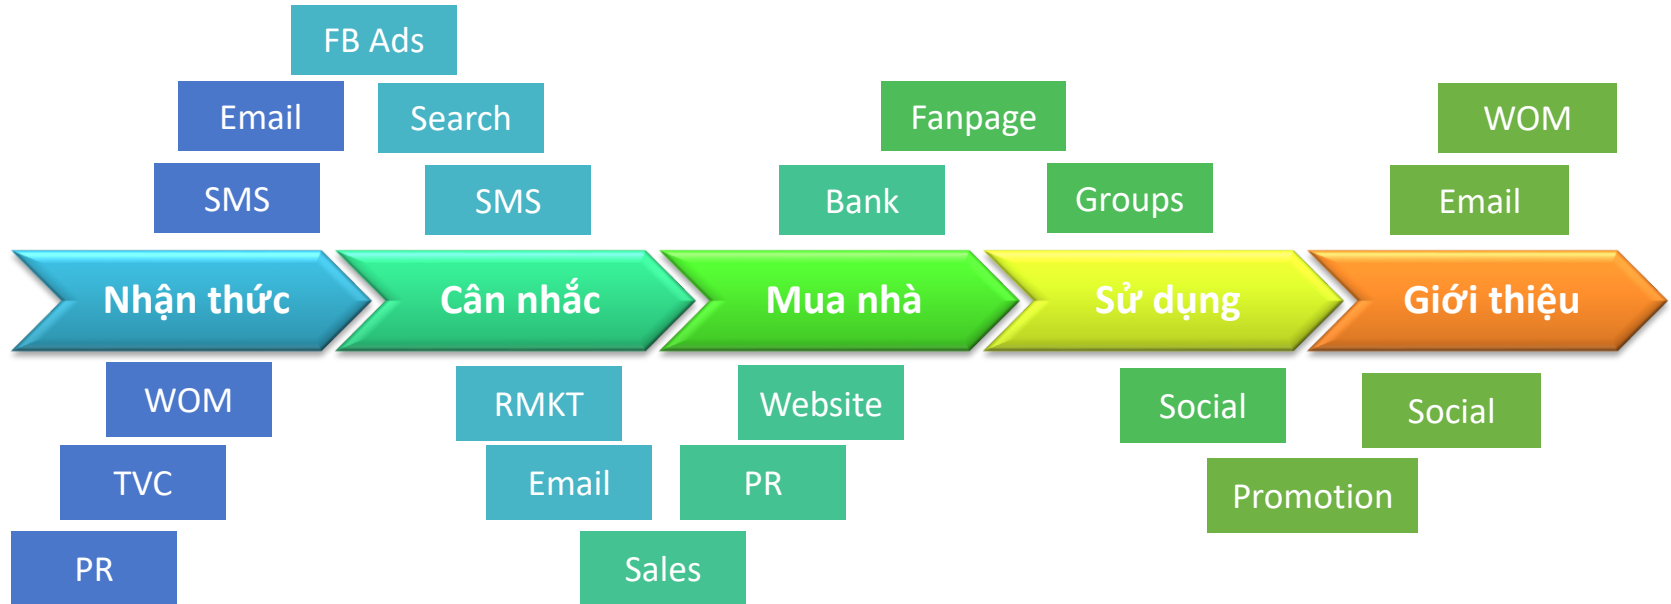 FB Ads
Email
Search
Fanpage
WOM
SMS
SMS
Bank
Groups
Email
Nhận thức
Cân nhắc
Mua nhà
Sử dụng
Giới thiệu
WOM
RMKT
Website
Social
Social
TVC
Email
PR
Promotion
PR
Sales